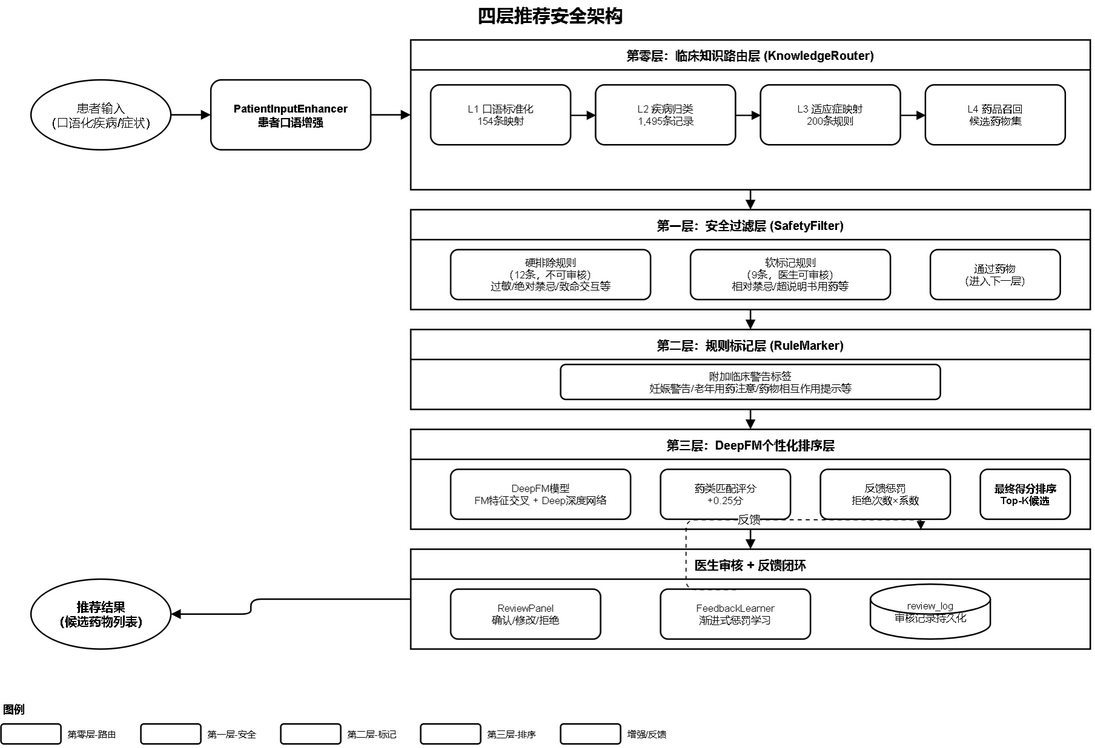 四层推荐安全架构
第零层：临床知识路由层 (KnowledgeRouter)
患者输入
(口语化疾病/症状)
PatientInputEnhancer
患者口语增强
L1 口语标准化
154条映射
L2 疾病归类
1,495条记录
L3 适应症映射
200条规则
L4 药品召回
候选药物集
第一层：安全过滤层 (SafetyFilter)
硬排除规则
(12条，不可审核)
过敏/绝对禁忌/致命交互等
软标记规则
(9条，医生可审核)
相对禁忌/超说明书用药等
通过药物
(进入下一层)
第二层：规则标记层 (RuleMarker)
附加临床警告标签
妊娠警告/老年用药注意/药物相互作用提示等
第三层：DeepFM个性化排序层
DeepFM模型
FM特征交叉 + Deep深度网络
药类匹配评分
+0.25分
反馈惩罚
拒绝次数×系数
最终得分排序
Top-K候选
反馈
医生审核 + 反馈闭环
推荐结果
(候选药物列表)
ReviewPanel
确认/修改/拒绝
FeedbackLearner
渐进式惩罚学习
review_log
审核记录持久化
图例
第零层-路由
第一层-安全
第二层-标记
第三层-排序
增强/反馈